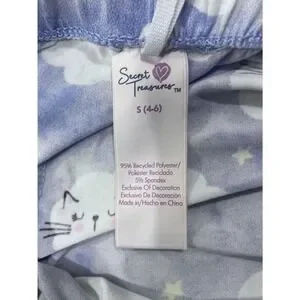 Secret
Treasures™
S (4-6)
95% Recycled Polyester/
Poliéster Reciclado
5% Spandex
Exclusive Of Decoration
Exclusivo De Decoración
Made in/Hecho en China